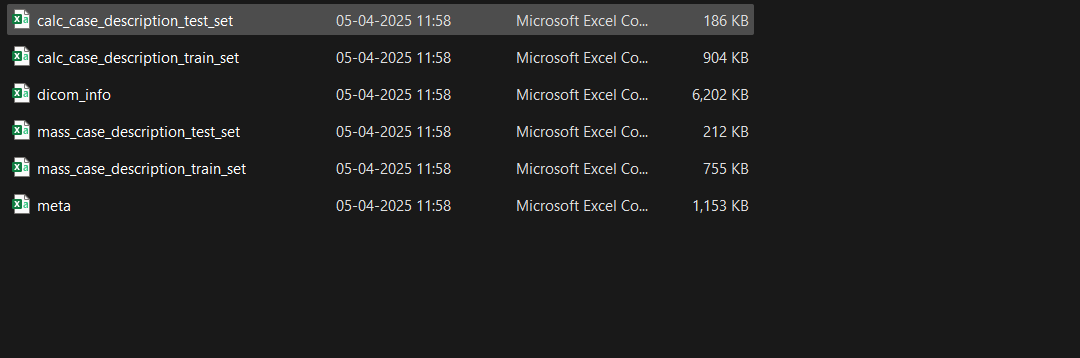 calc_case_description_test_set 05-04-2025 11:58 Microsoft Excel Co... 186 KB
calc_case_description_train_set 05-04-2025 11:58 Microsoft Excel Co... 904 KB
dicom_info 05-04-2025 11:58 Microsoft Excel Co... 6,202 KB
mass_case_description_test_set 05-04-2025 11:58 Microsoft Excel Co... 212 KB
mass_case_description_train_set 05-04-2025 11:58 Microsoft Excel Co... 755 KB
meta 05-04-2025 11:58 Microsoft Excel Co... 1,153 KB